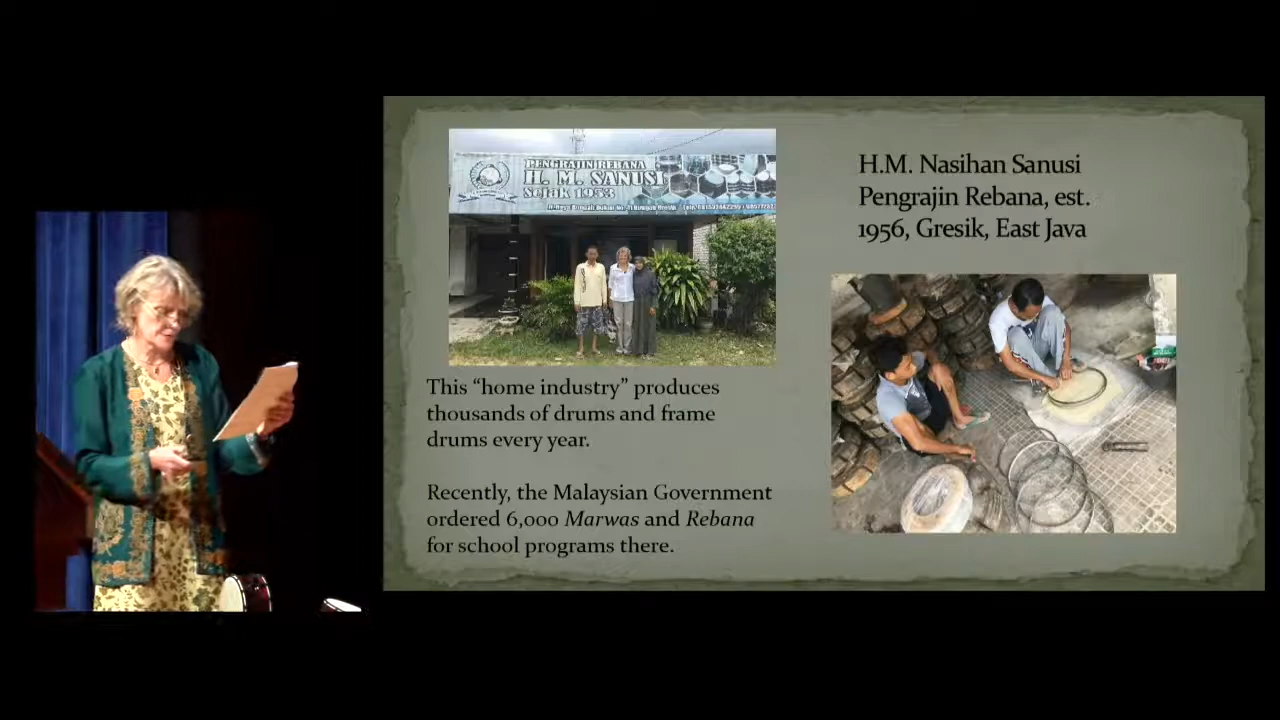 PENGRAJIN REBANA
H. M. SANUSI
Sejak 1953
H.M. Nasihan Sanusi
Pengrajin Rebana, est.
1956, Gresik, East Java
This “home industry” produces
thousands of drums and frame
drums every year.
Recently, the Malaysian Government
ordered 6,000 Marwas and Rebana
for school programs there.